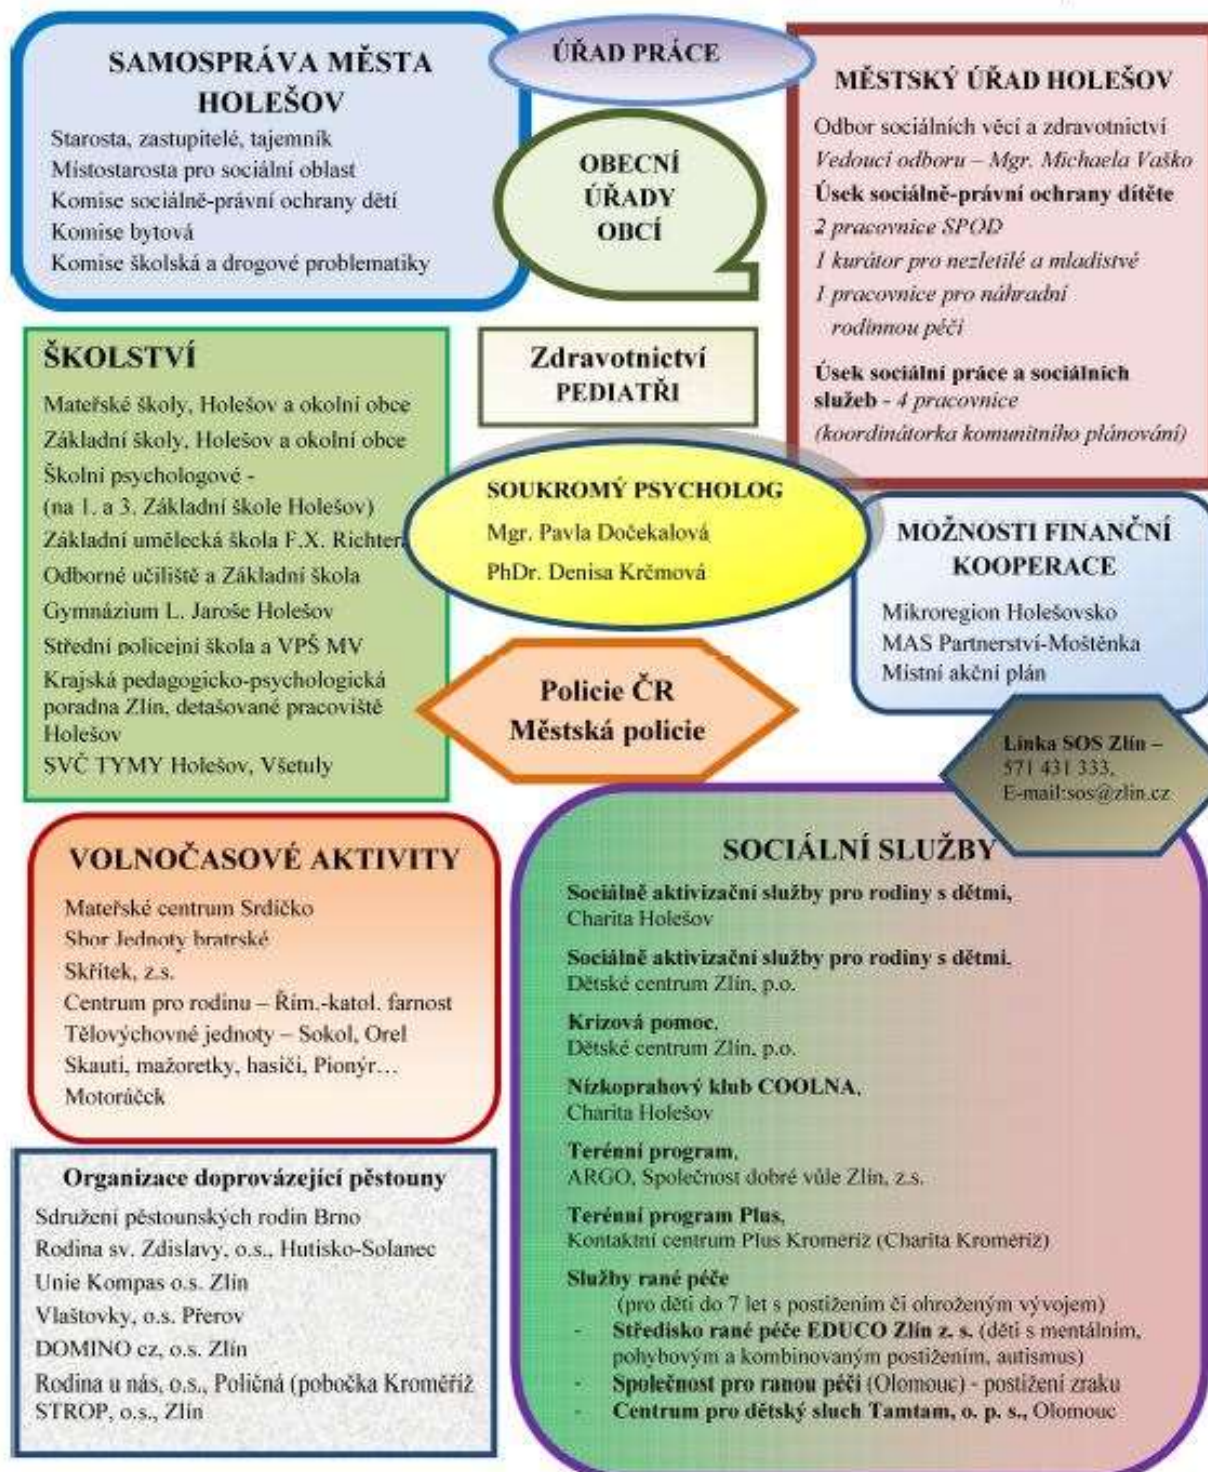 SAMOSPRÁVA MĚSTA
HOLEŠOV
Starosta, zastupitelé, tajemník
Místostarosta pro sociální oblast
Komise sociálně-právní ochrany dětí
Komise bytová
Komise školská a drogové problematiky
ÚŘAD PRÁCE
OBECNÍ
ÚŘADY
OBCÍ
MĚSTSKÝ ÚŘAD HOLEŠOV
Odbor sociálních věcí a zdravotnictví
Vedoucí odboru – Mgr. Michaela Vaško
Úsek sociálně-právní ochrany dítěte
2 pracovnice SPOD
1 kurátor pro nezletilé a mladistvé
1 pracovnice pro náhradní
rodinnou péči
Úsek sociální práce a sociálních
služeb - 4 pracovnice
(koordinátorka komunitního plánování)
ŠKOLSTVÍ
Mateřské školy, Holešov a okolní obce
Základní školy, Holešov a okolní obce
Školní psychologové -
(na 1. a 3. Základní škole Holešov)
Základní umělecká škola F.X. Richter
Odborné učiliště a Základní škola
Gymnázium L. Jaroše Holešov
Střední policejní škola a VPŠ MV
Krajská pedagogicko-psychologická
poradna Zlín, detašované pracoviště
Holešov
SVČ TYMY Holešov, Všetuly
Zdravotnictví
PEDIATŘI
SOUKROMÝ PSYCHOLOG
Mgr. Pavla Dočekalová
PhDr. Denisa Krčmová
MOŽNOSTI FINANČNÍ
KOOPERACE
Mikroregion Holešovsko
MAS Partnerství-Moštěnka
Místní akční plán
Policie ČR
Městská policie
Linka SOS Zlín –
571 431 333,
E-mail:sos@zlin.cz
VOLNOČASOVÉ AKTIVITY
Mateřské centrum Srdíčko
Sbor Jednoty bratrské
Skřítek, z.s.
Centrum pro rodinu – Řím.-katol. farnost
Tělovýchovné jednoty – Sokol, Orel
Skauti, mažoretky, hasiči, Pionýr…
Motoráček
SOCIÁLNÍ SLUŽBY
Sociálně aktivizační služby pro rodiny s dětmi,
Charita Holešov
Sociálně aktivizační služby pro rodiny s dětmi,
Dětské centrum Zlín, p.o.
Krizová pomoc,
Dětské centrum Zlín, p.o.
Nízkoprahový klub COOLNA,
Charita Holešov
Terénní program,
ARGO, Společnost dobré vůle Zlín, z.s.
Terénní program Plus,
Kontaktní centrum Plus Kroměříž (Charita Kroměříž)
Služby rané péče
(pro děti do 7 let s postižením či ohroženým vývojem)
- Středisko rané péče EDUCO Zlín z. s. (děti s mentálním,
pohybovým a kombinovaným postižením, autismus)
- Společnost pro ranou péči (Olomouc) - postižení zraku
- Centrum pro dětský sluch Tamtam, o. p. s., Olomouc
Organizace doprovázející pěstouny
Sdružení pěstounských rodin Brno
Rodina sv. Zdislavy, o.s., Hutisko-Solanec
Unie Kompas o.s. Zlín
Vlaštovky, o.s. Přerov
DOMINO cz, o.s. Zlín
Rodina u nás, o.s., Poličná (pobočka Kroměříž
STROP, o.s., Zlín